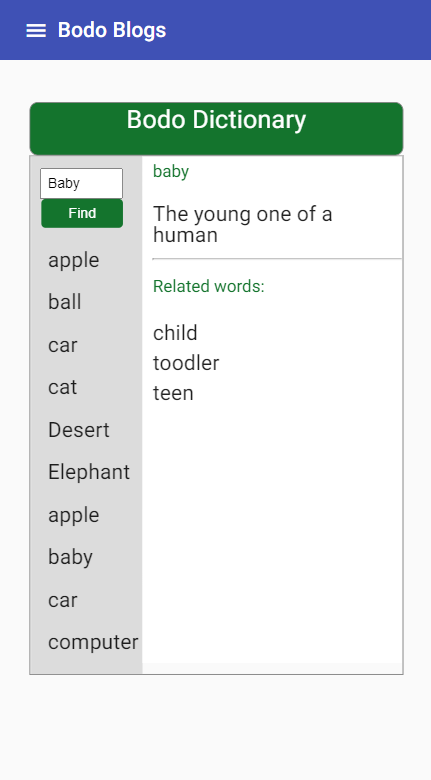 Bodo Blogs
Bodo Dictionary
Baby
Find
apple
ball
car
cat
Desert
Elephant
apple
baby
car
computer
baby
The young one of a
human
Related words:
child
toodler
teen